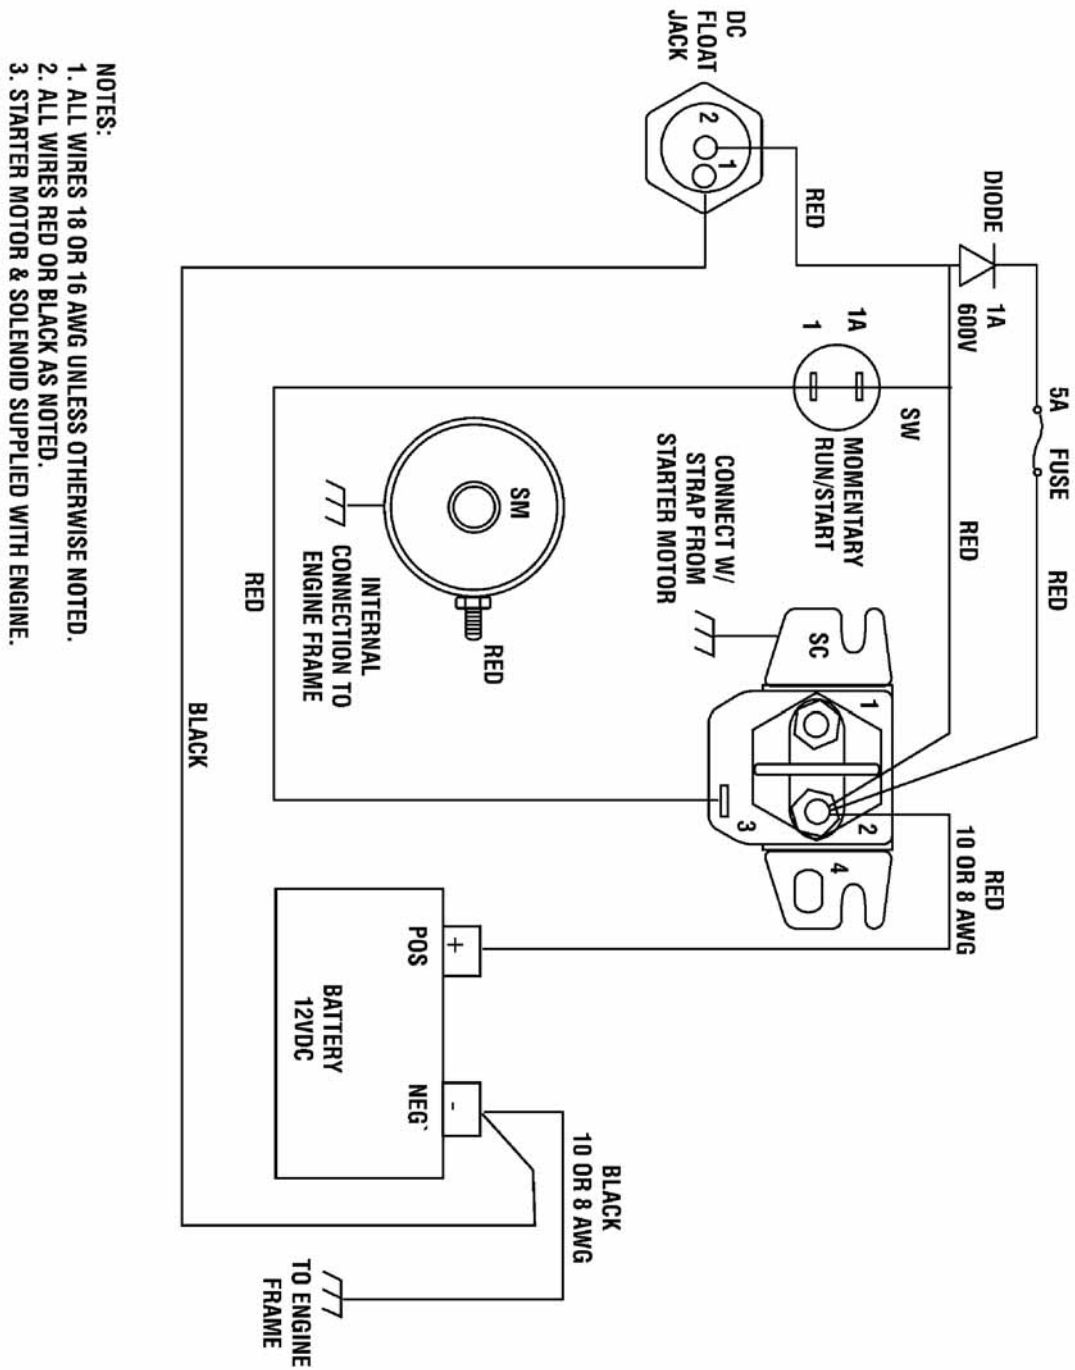 DC
FLOAT
JACK
2
1
RED
DIODE
1A
600V
5A FUSE
RED
1A
1
SW
MOMENTARY
RUN/START
RED
CONNECT W/
STRAP FROM
STARTER MOTOR
SM
INTERNAL
CONNECTION TO
ENGINE FRAME
RED
RED
SC
1
2
3
4
RED
10 OR 8 AWG
BLACK
POS
+
BATTERY
12VDC
NEG`
-
BLACK
10 OR 8 AWG
TO ENGINE
FRAME
NOTES:
1. ALL WIRES 18 OR 16 AWG UNLESS OTHERWISE NOTED.
2. ALL WIRES RED OR BLACK AS NOTED.
3. STARTER MOTOR & SOLENOID SUPPLIED WITH ENGINE.